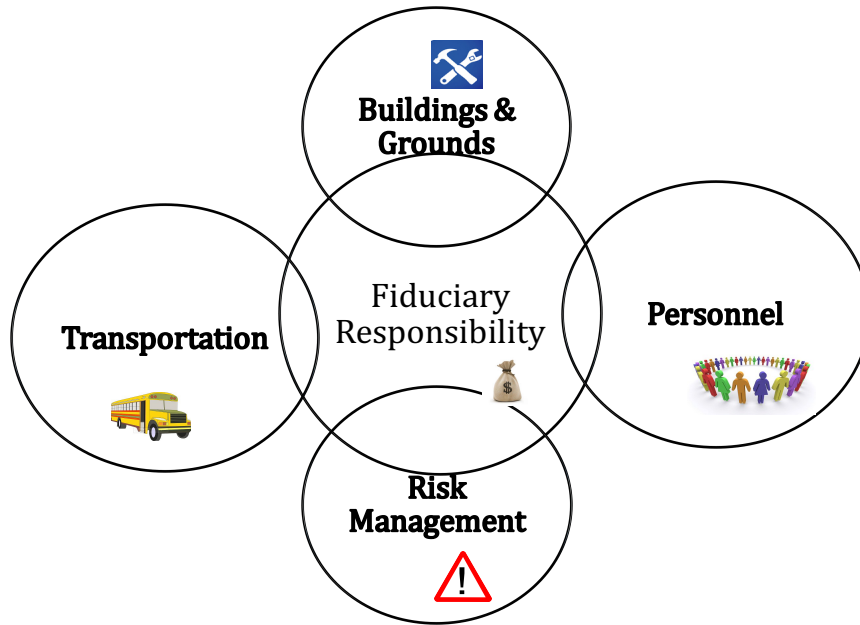 Buildings &
Grounds
Fiduciary
Responsibility
Transportation
Personnel
$
Risk
Management
!